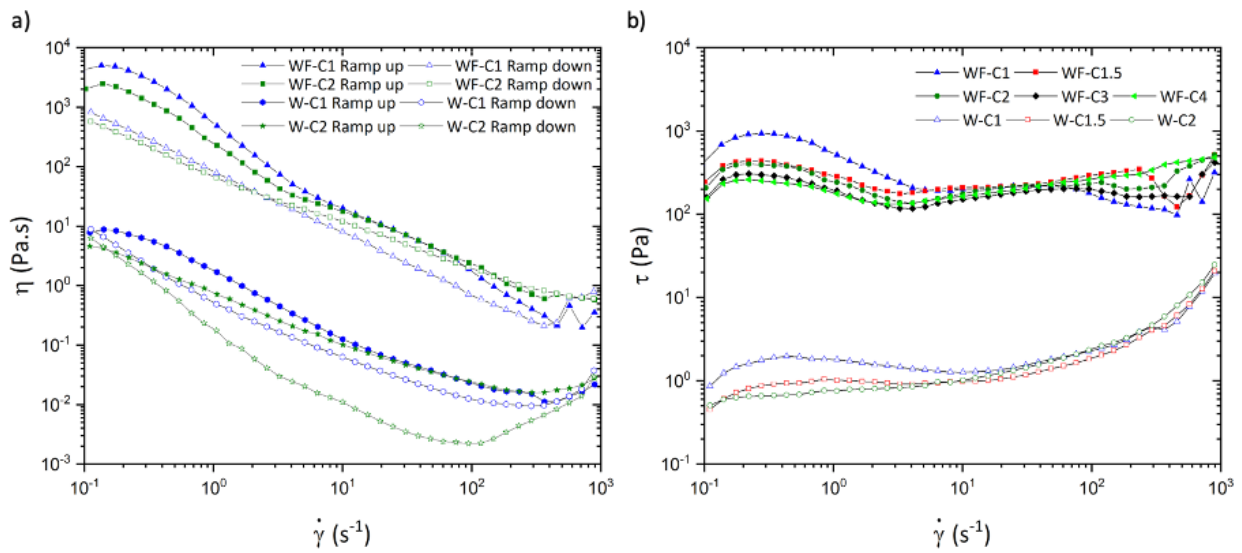 a)
WF-C1 Ramp up WF-C1 Ramp down
WF-C2 Ramp up WF-C2 Ramp down
W-C1 Ramp up W-C1 Ramp down
W-C2 Ramp up W-C2 Ramp down
10⁴
10³
10²
10¹
10⁰
10⁻¹
10⁻²
10⁻³
η (Pa.s)
10⁻¹ 10⁰ 10¹ 10² 10³
γ̇ (s⁻¹)
b)
WF-C1 WF-C1.5
WF-C2 WF-C3 WF-C4
W-C1 W-C1.5 W-C2
10⁴
10³
10²
10¹
10⁰
10⁻¹
τ (Pa)
10⁻¹ 10⁰ 10¹ 10² 10³
γ̇ (s⁻¹)